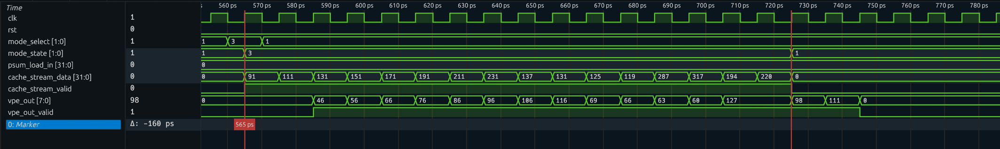 Time s 560 ps 570 ps 580 ps 590 ps 600 ps 610 ps 620 ps 630 ps 640 ps 650 ps 660 ps 670 ps 680 ps 690 ps 700 ps 710 ps 720 ps 730 ps 740 ps 750 ps 760 ps 770 ps 780 ps
clk 1
rst 0
mode_select [1:0] 1 1 3 1
mode_state [1:0] 1 1 3 1
psum_load_in [31:0] 0 0
cache_stream_data [31:0] 0 0 91 111 131 151 171 191 211 231 137 131 125 119 287 317 194 220 0
cache_stream_valid 0
vpe_out [7:0] 98 0 46 56 66 76 86 96 106 116 69 66 63 60 127 98 111 0
vpe_out_valid 1
0: Marker Δ: -160 ps 565 ps